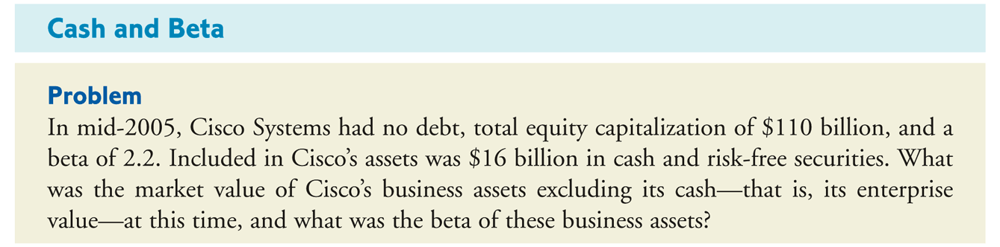 Cash and Beta
Problem
In mid-2005, Cisco Systems had no debt, total equity capitalization of $110 billion, and a
beta of 2.2. Included in Cisco’s assets was $16 billion in cash and risk-free securities. What
was the market value of Cisco’s business assets excluding its cash—that is, its enterprise
value—at this time, and what was the beta of these business assets?